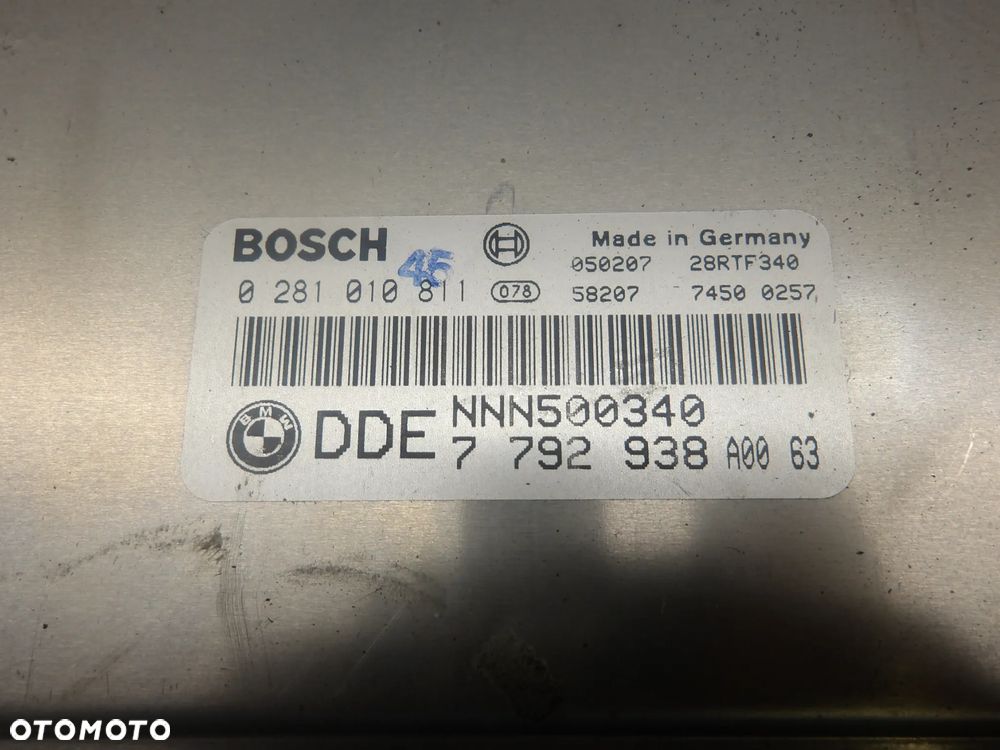 BOSCH
45
Made in Germany
050207 28RTF340
0 281 010 811 078 58207 7450 0257
BMW
DDE NNN500340
7 792 938 A00 63
OTOMOTO